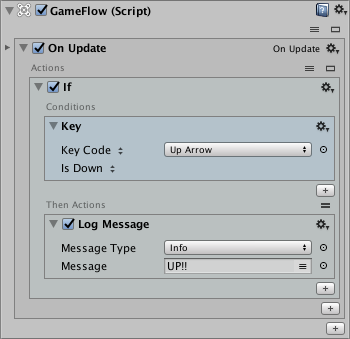 GameFlow (Script)
On Update On Update
Actions
If
Conditions
Key
Key Code Up Arrow
Is Down
Then Actions
Log Message
Message Type Info
Message UP!!